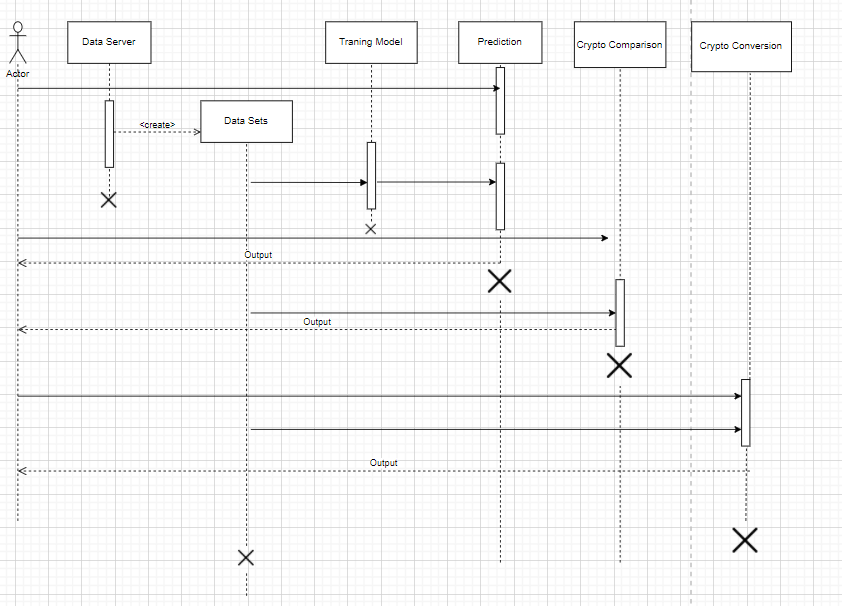 Data Server
Traning Model
Prediction
Crypto Comparison
Crypto Conversion
Actor
<create>
Data Sets
Output
Output
Output